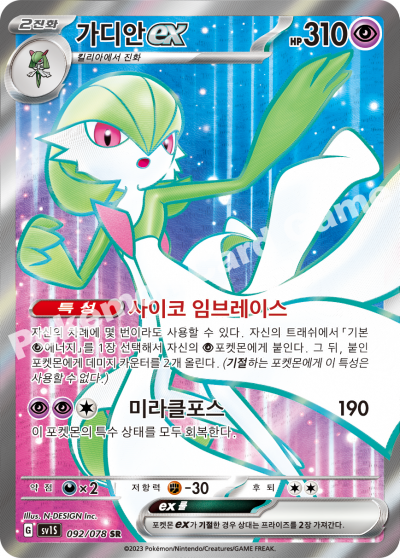 2진화
가디안ex
HP310
킬리아에서 진화
특성 사이코 임브레이스
자신의 차례에 몇 번이라도 사용할 수 있다. 자신의 트래쉬에서 「기본
에너지」를 1장 선택해서 자신의 포켓몬에게 붙인다. 그 뒤, 붙인
포켓몬에게 데미지 카운터를 2개 올린다. (기절하는 포켓몬에게 이 특성은
사용할 수 없다.)
미라클포스 190
이 포켓몬의 특수 상태를 모두 회복한다.
약점 ×2 저항력 -30 후퇴
Illus. N-DESIGN Inc.
G sv1S 092/078 SR
ex 룰
포켓몬 ex가 기절한 경우 상대는 프라이즈를 2장 가져간다.
©2023 Pokémon/Nintendo/Creatures/GAME FREAK.